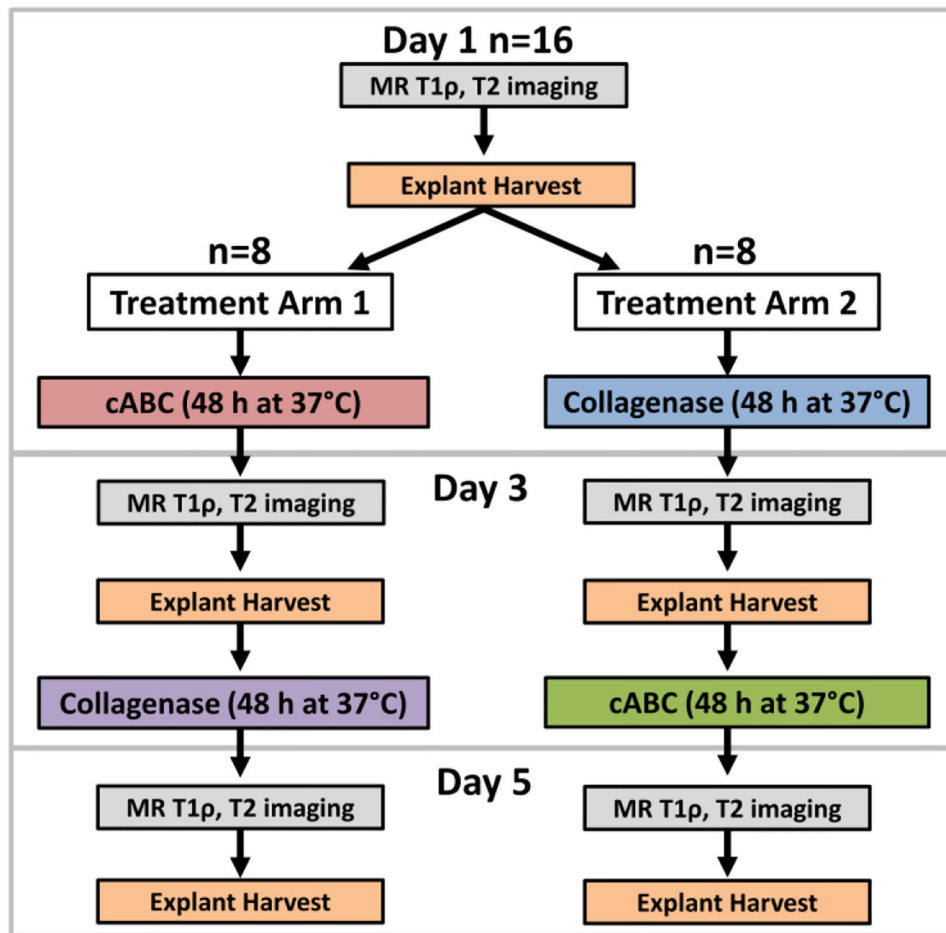 Day 1 n=16
MR T1ρ, T2 imaging
Explant Harvest
n=8
n=8
Treatment Arm 1
Treatment Arm 2
cABC (48 h at 37°C)
Collagenase (48 h at 37°C)
Day 3
MR T1ρ, T2 imaging
MR T1ρ, T2 imaging
Explant Harvest
Explant Harvest
Collagenase (48 h at 37°C)
cABC (48 h at 37°C)
Day 5
MR T1ρ, T2 imaging
MR T1ρ, T2 imaging
Explant Harvest
Explant Harvest